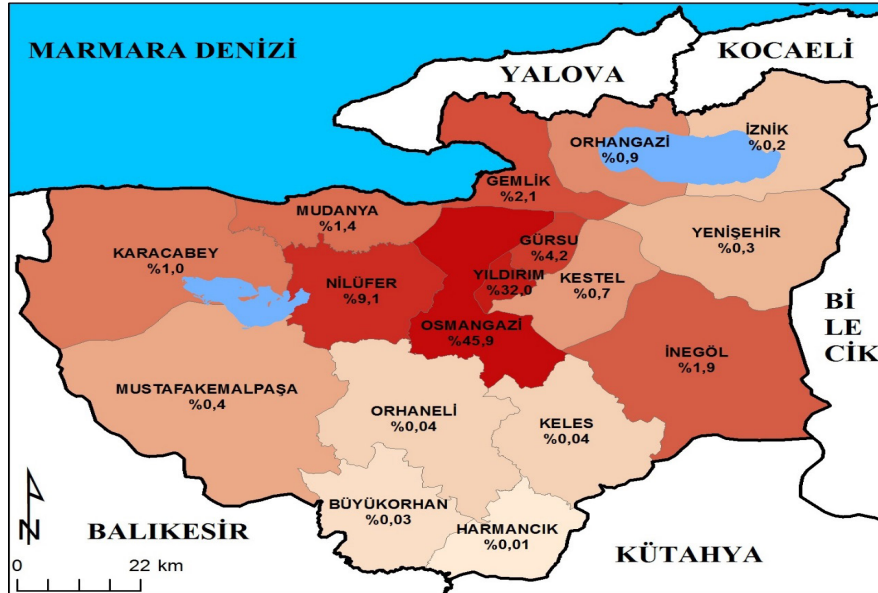 MARMARA DENİZİ
YALOVA
KOCAELİ
ORHANGAZİ
%0,9
İZNİK
%0,2
GEMLİK
%2,1
MUDANYA
%1,4
GÜRSU
%4,2
YENİŞEHİR
%0,3
KARACABEY
%1,0
NİLÜFER
%9,1
YILDIRIM
%32,0
KESTEL
%0,7
Bİ
LE
CİK
OSMANGAZİ
%45,9
İNEGÖL
%1,9
MUSTAFAKEMALPAŞA
%0,4
ORHANELİ
%0,04
KELES
%0,04
BÜYÜKORHAN
%0,03
HARMANCIK
%0,01
BALIKESİR
KÜTAHYA
N
0 22 km